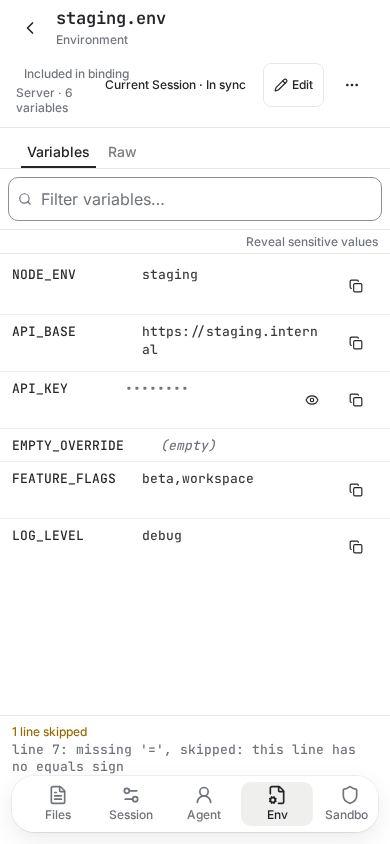 staging.env
Environment
Included in binding
Server · 6
variables
Current Session · In sync
Edit
Variables
Raw
Filter variables...
Reveal sensitive values
NODE_ENV
staging
API_BASE
https://staging.intern
al
API_KEY
••••••••
EMPTY_OVERRIDE
(empty)
FEATURE_FLAGS
beta,workspace
LOG_LEVEL
debug
1 line skipped
line 7: missing '=', skipped: this line has
no equals sign
Files
Session
Agent
Env
Sandbo